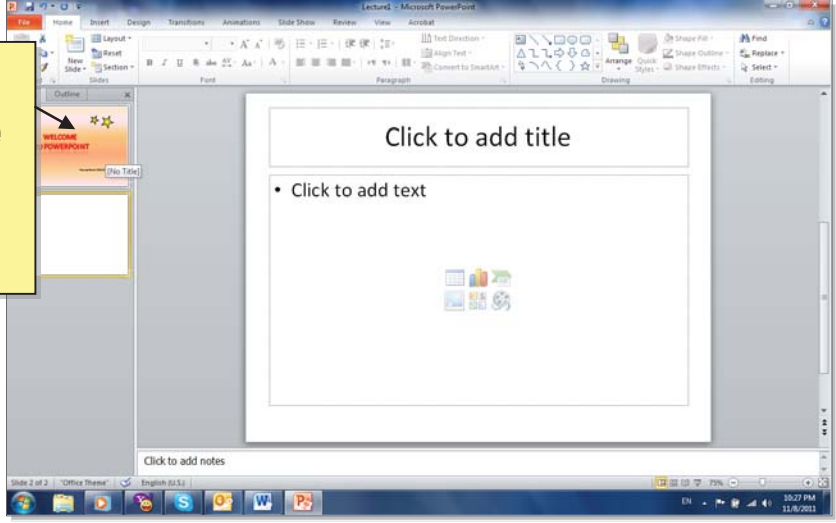 Lecture1 - Microsoft PowerPoint
File Home Insert Design Transitions Animations Slide Show Review View Acrobat
Layout
Reset
Section
New
Slide
Slides
Font
Text Direction
Align Text
Convert to SmartArt
Paragraph
Arrange
Quick
Styles
Shape Fill
Shape Outline
Shape Effects
Drawing
Find
Replace
Select
Editing
Outline
WELCOME
POWERPOINT
[No Title]
Click to add title
• Click to add text
Click to add notes
Slide 2 of 2 "Office Theme" English (U.S.)
75%
EN
10:27 PM
11/8/2011